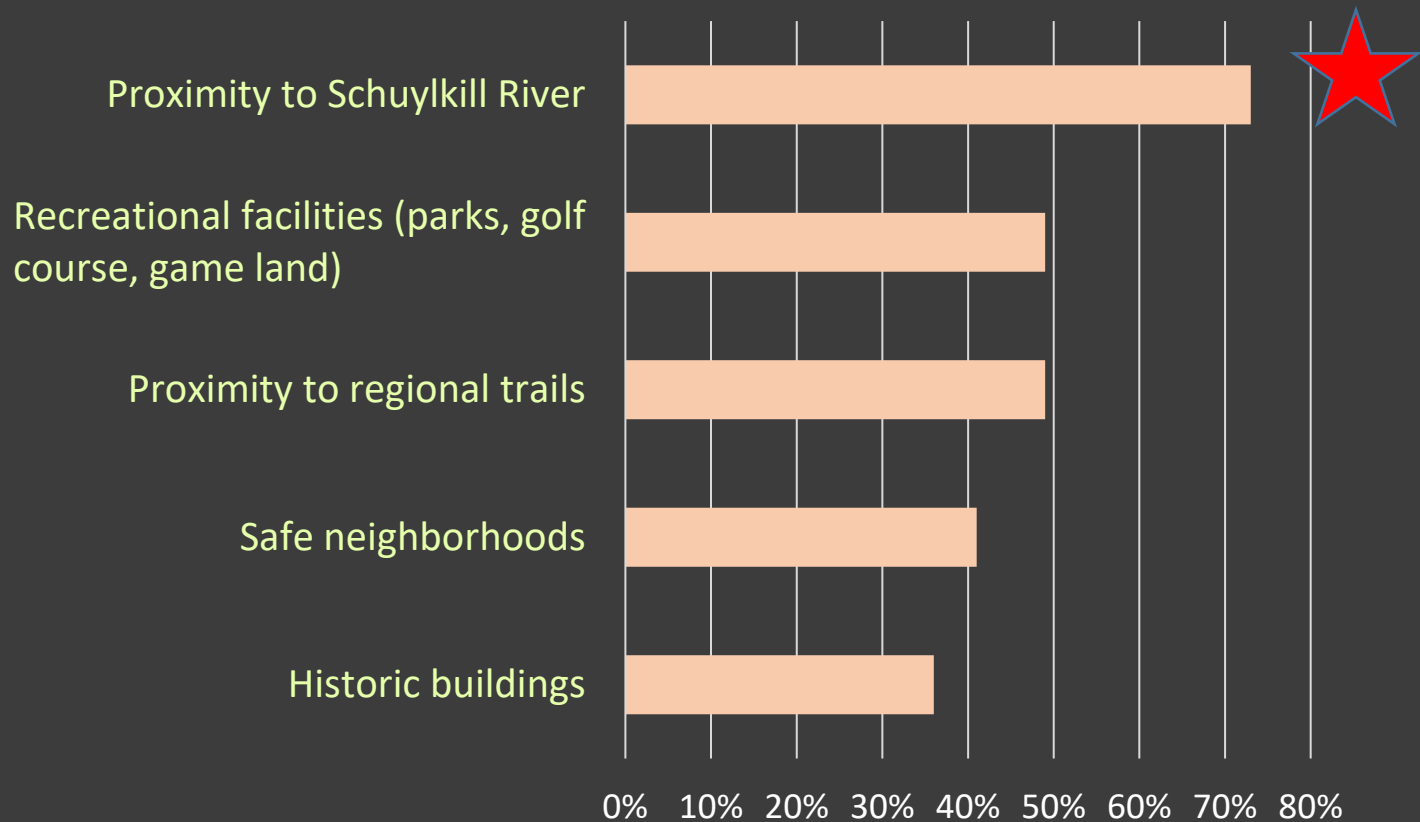 Proximity to Schuylkill River
Recreational facilities (parks, golf
course, game land)
Proximity to regional trails
Safe neighborhoods
Historic buildings
0% 10% 20% 30% 40% 50% 60% 70% 80%